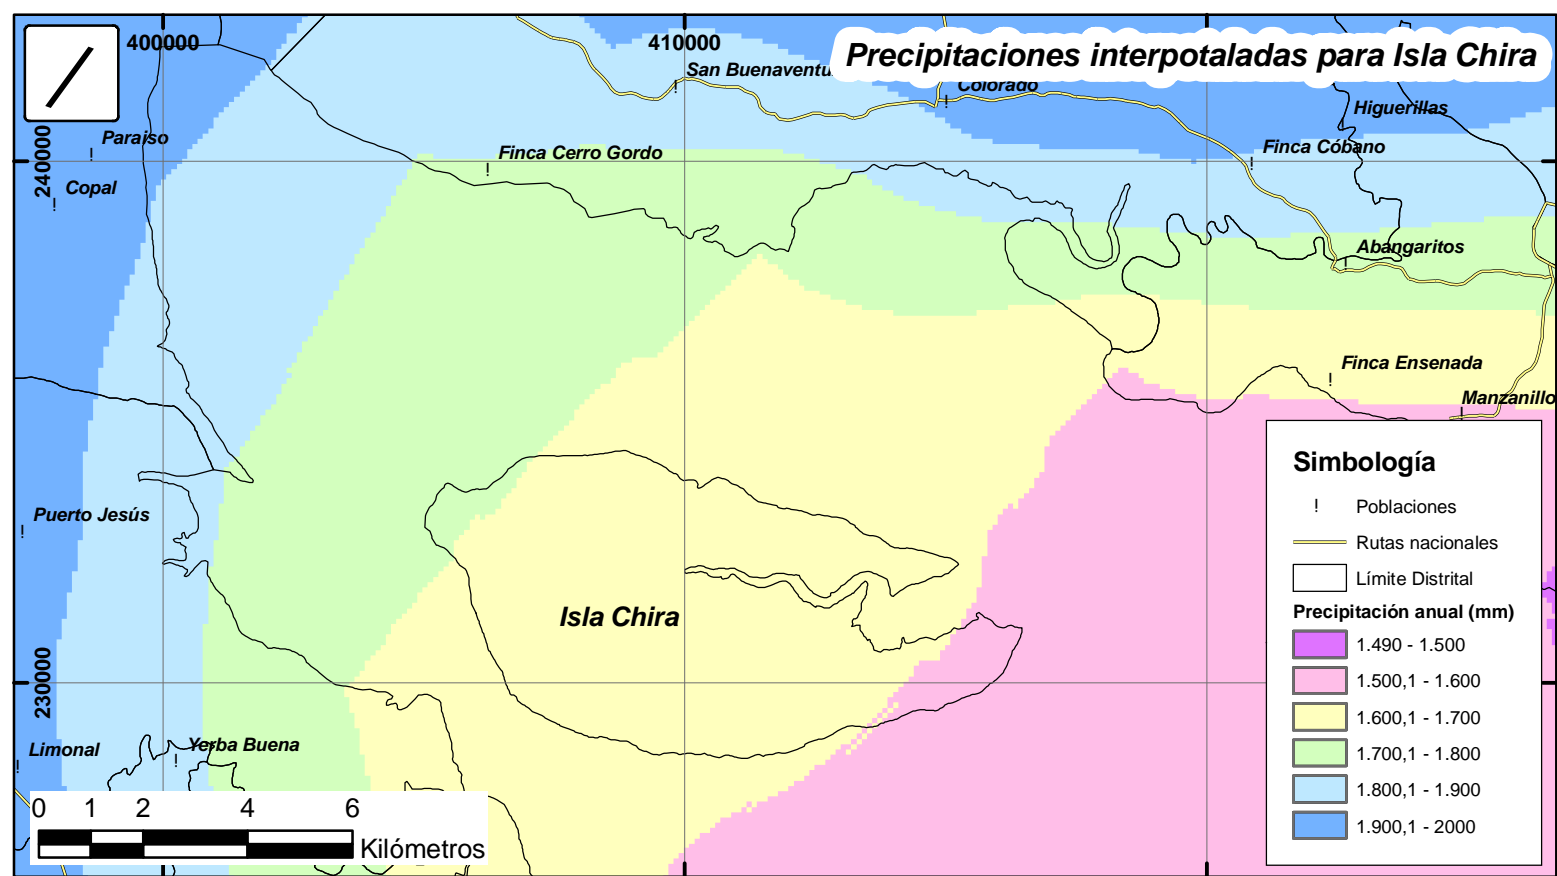 400000
410000
Precipitaciones interpotaladas para Isla Chira
San Buenaventu
Colorado
Higuerillas
Paraiso
Finca Cerro Gordo
Finca Cóbano
240000
Copal
Abangaritos
Finca Ensenada
Manzanillo
Puerto Jesús
Isla Chira
230000
Limonal
Yerba Buena
Simbología
! Poblaciones
Rutas nacionales
Límite Distrital
Precipitación anual (mm)
1.490 - 1.500
1.500,1 - 1.600
1.600,1 - 1.700
1.700,1 - 1.800
1.800,1 - 1.900
1.900,1 - 2000
0 1 2 4 6
Kilómetros